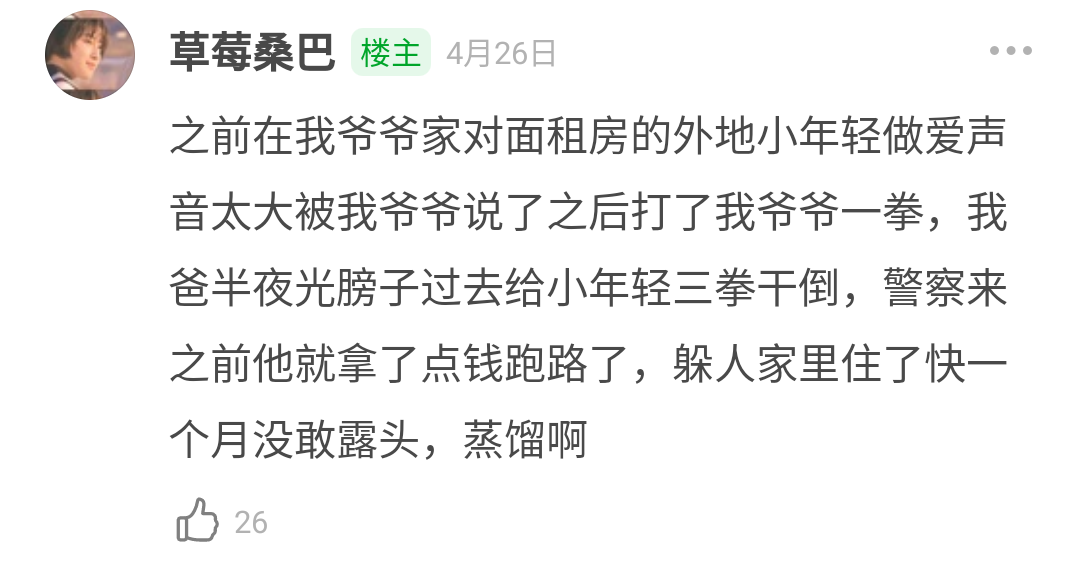 草莓桑巴 楼主 4月26日
之前在我爷爷家对面租房的外地小年轻做爱声
音太大被我爷爷说了之后打了我爷爷一拳，我
爸半夜光膀子过去给小年轻三拳干倒，警察来
之前他就拿了点钱跑路了，躲人家里住了快一
个月没敢露头，蒸馏啊
26